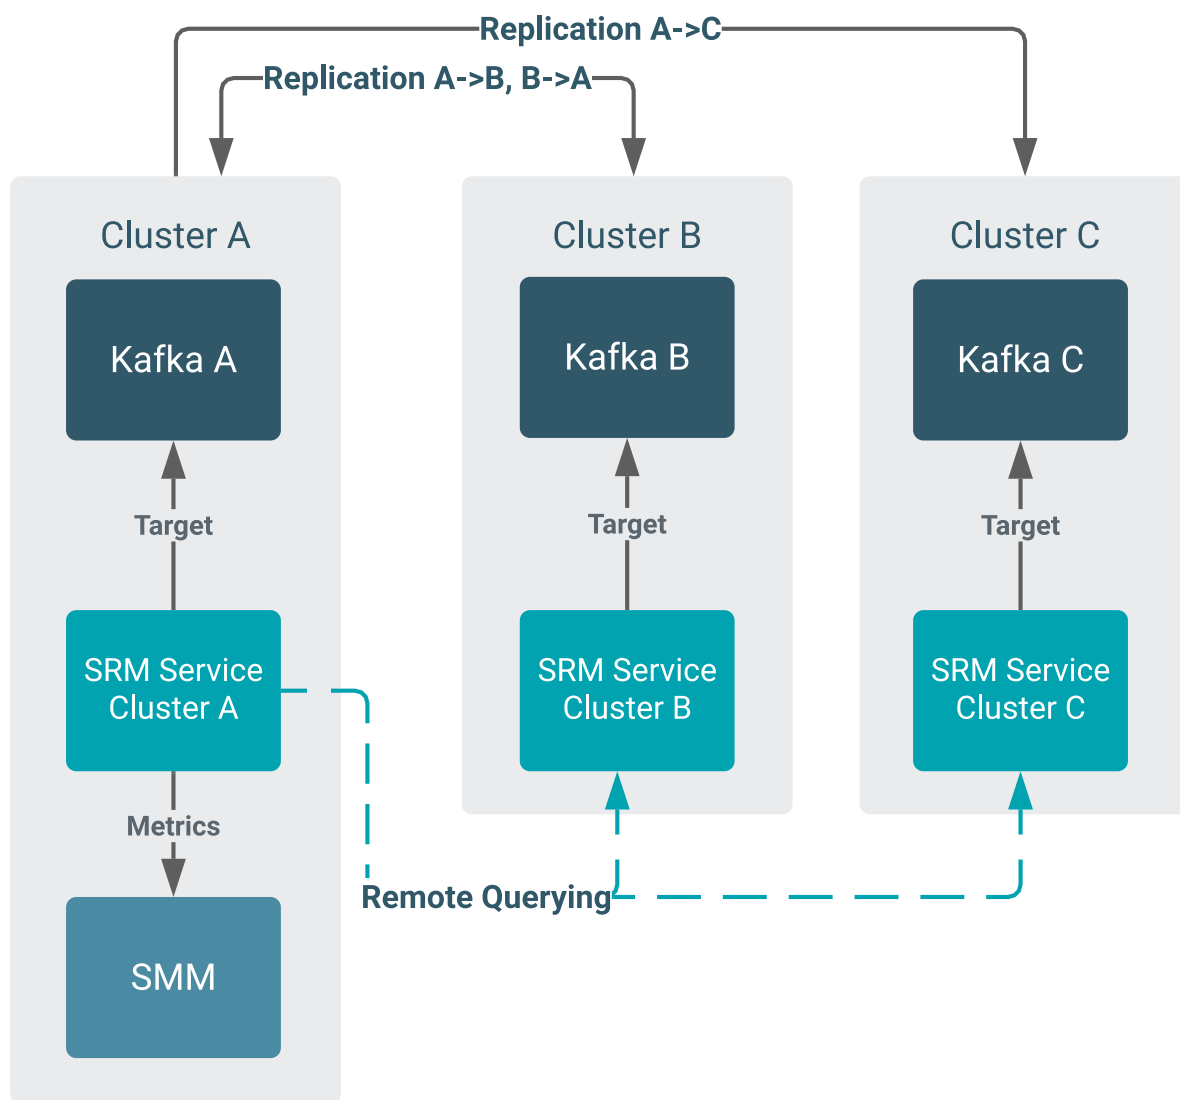 Replication A->C
Replication A->B, B->A
Cluster A
Cluster B
Cluster C
Kafka A
Kafka B
Kafka C
Target
Target
Target
SRM Service
Cluster A
SRM Service
Cluster B
SRM Service
Cluster C
Metrics
Remote Querying
SMM